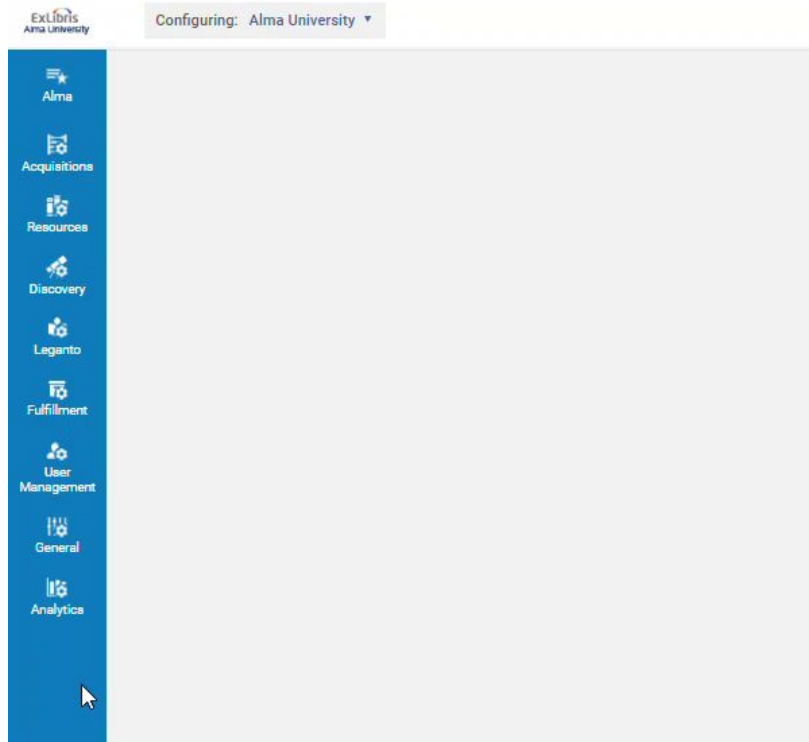 ExLibris
Alma University
Configuring: Alma University
Alma
Acquisitions
Resources
Discovery
Leganto
Fulfillment
User
Management
General
Analytics